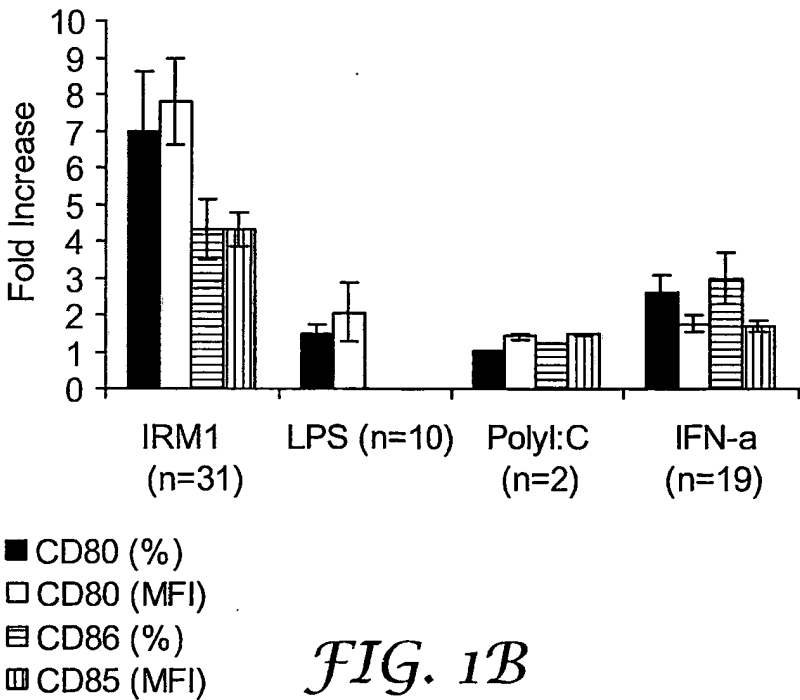 10
9
8
7
6
5
4
3
2
1
0
Fold Increase
IRM1
(n=31)
LPS (n=10)
PolyI:C
(n=2)
IFN-a
(n=19)
CD80 (%)
CD80 (MFI)
CD86 (%)
CD85 (MFI)
FIG. 1B